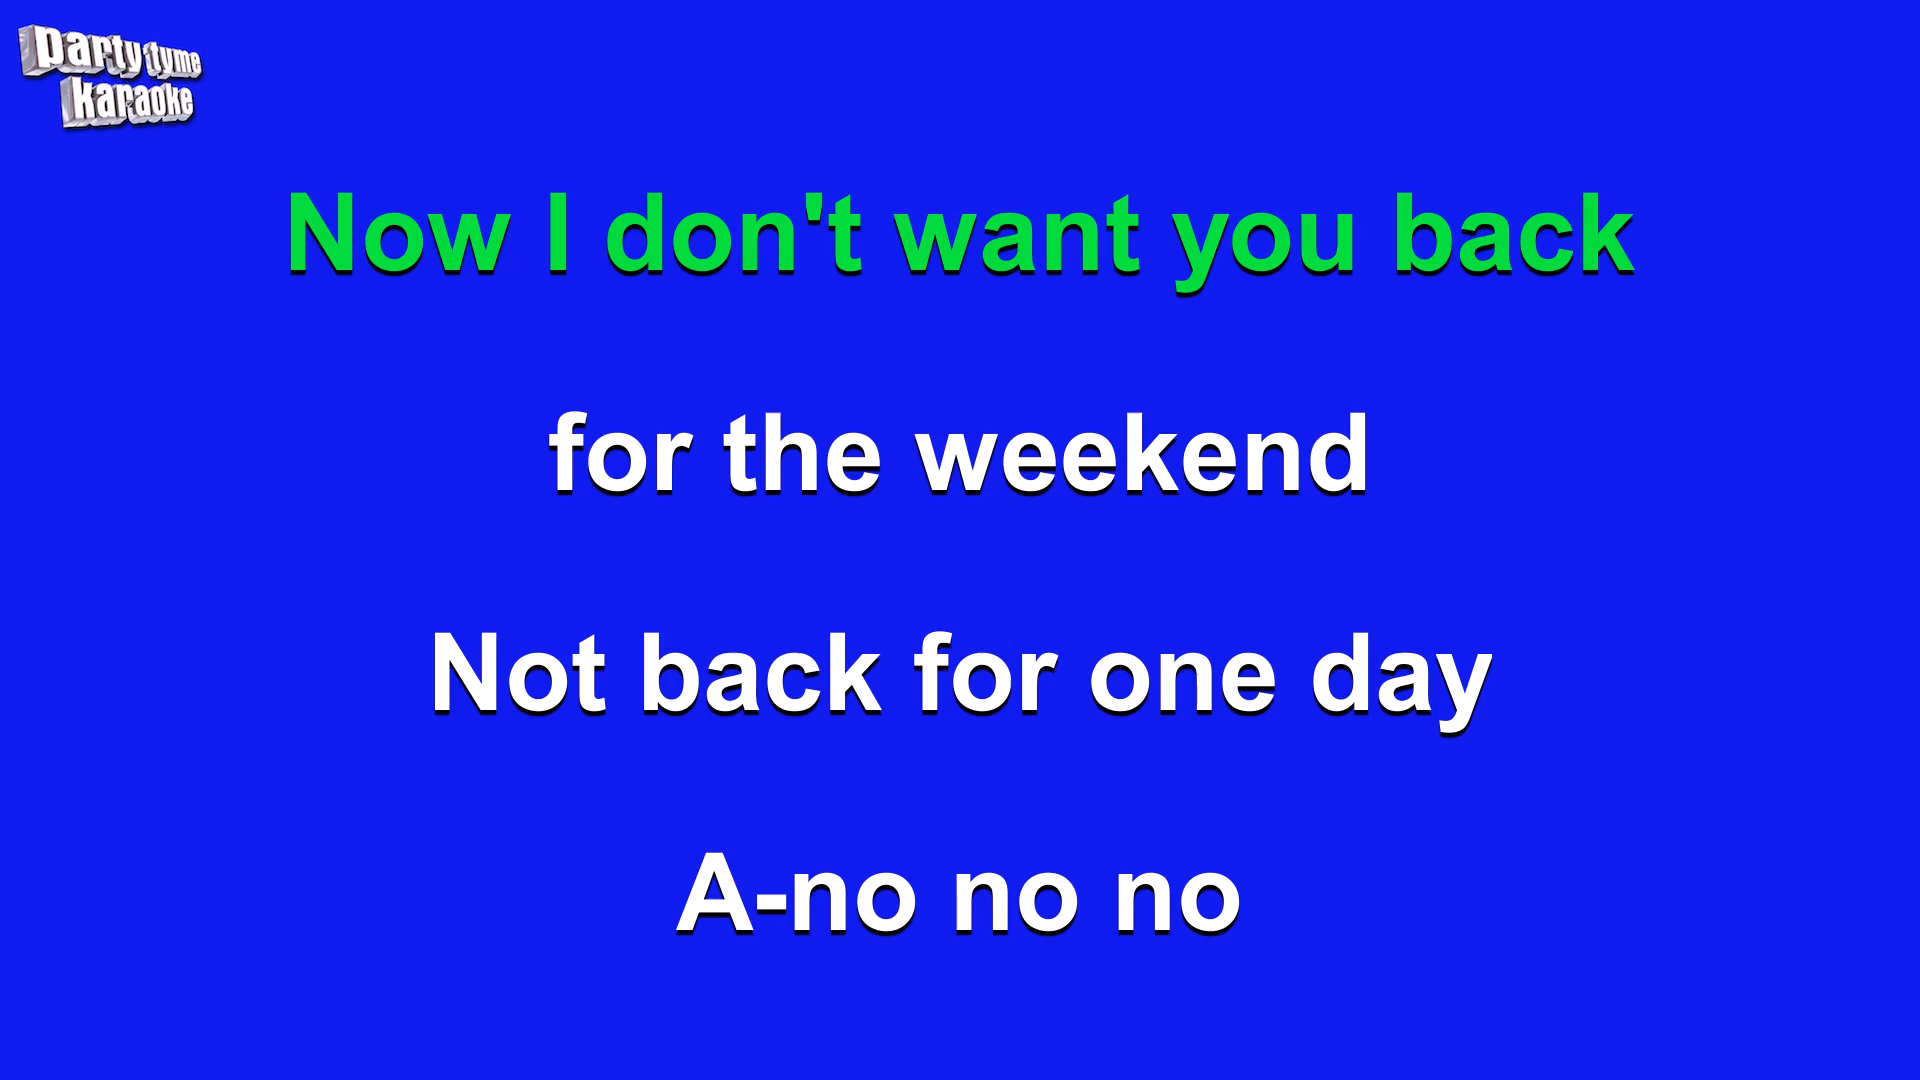 party tyme
karaoke
Now I don't want you back
for the weekend
Not back for one day
A-no no no